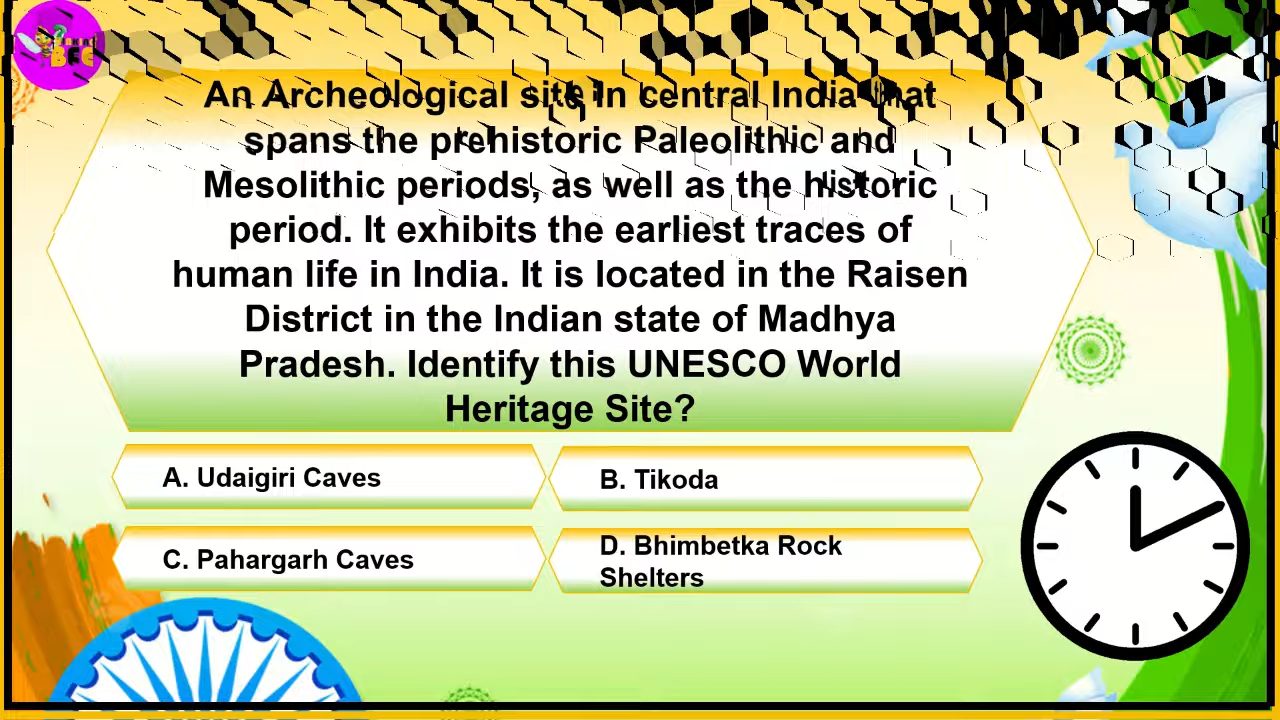 BEE
An Archeological site in central India that
spans the prehistoric Paleolithic and
Mesolithic periods, as well as the historic
period. It exhibits the earliest traces of
human life in India. It is located in the Raisen
District in the Indian state of Madhya
Pradesh. Identify this UNESCO World
Heritage Site?
A. Udaigiri Caves
B. Tikoda
C. Pahargarh Caves
D. Bhimbetka Rock
Shelters